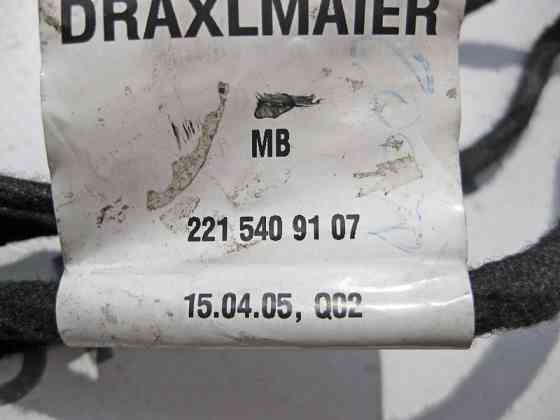 DRAXLMAIER
MB
221 540 91 07
15.04.05, Q02